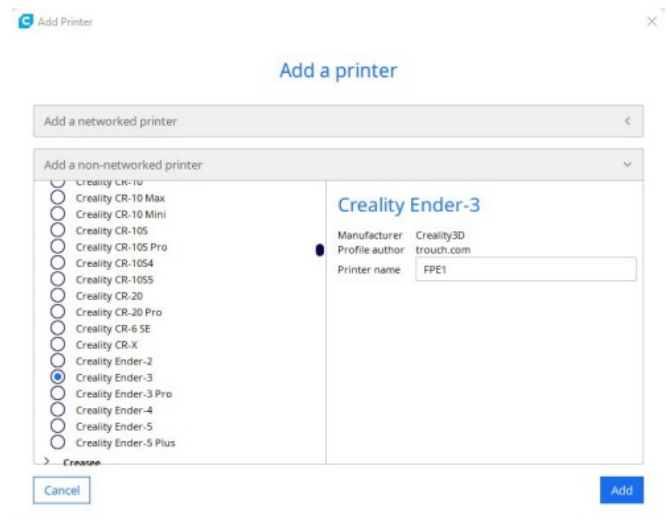 Add Printer
Add a printer
Add a networked printer
Add a non-networked printer
Creality CR-10
Creality CR-10 Max
Creality CR-10 Mini
Creality CR-10S
Creality CR-10S Pro
Creality CR-10S4
Creality CR-10S5
Creality CR-20
Creality CR-20 Pro
Creality CR-6 SE
Creality CR-X
Creality Ender-2
Creality Ender-3
Creality Ender-3 Pro
Creality Ender-4
Creality Ender-5
Creality Ender-5 Plus
Creasee
Creality Ender-3
Manufacturer Creality3D
Profile author trouch.com
Printer name FPE1
Cancel
Add